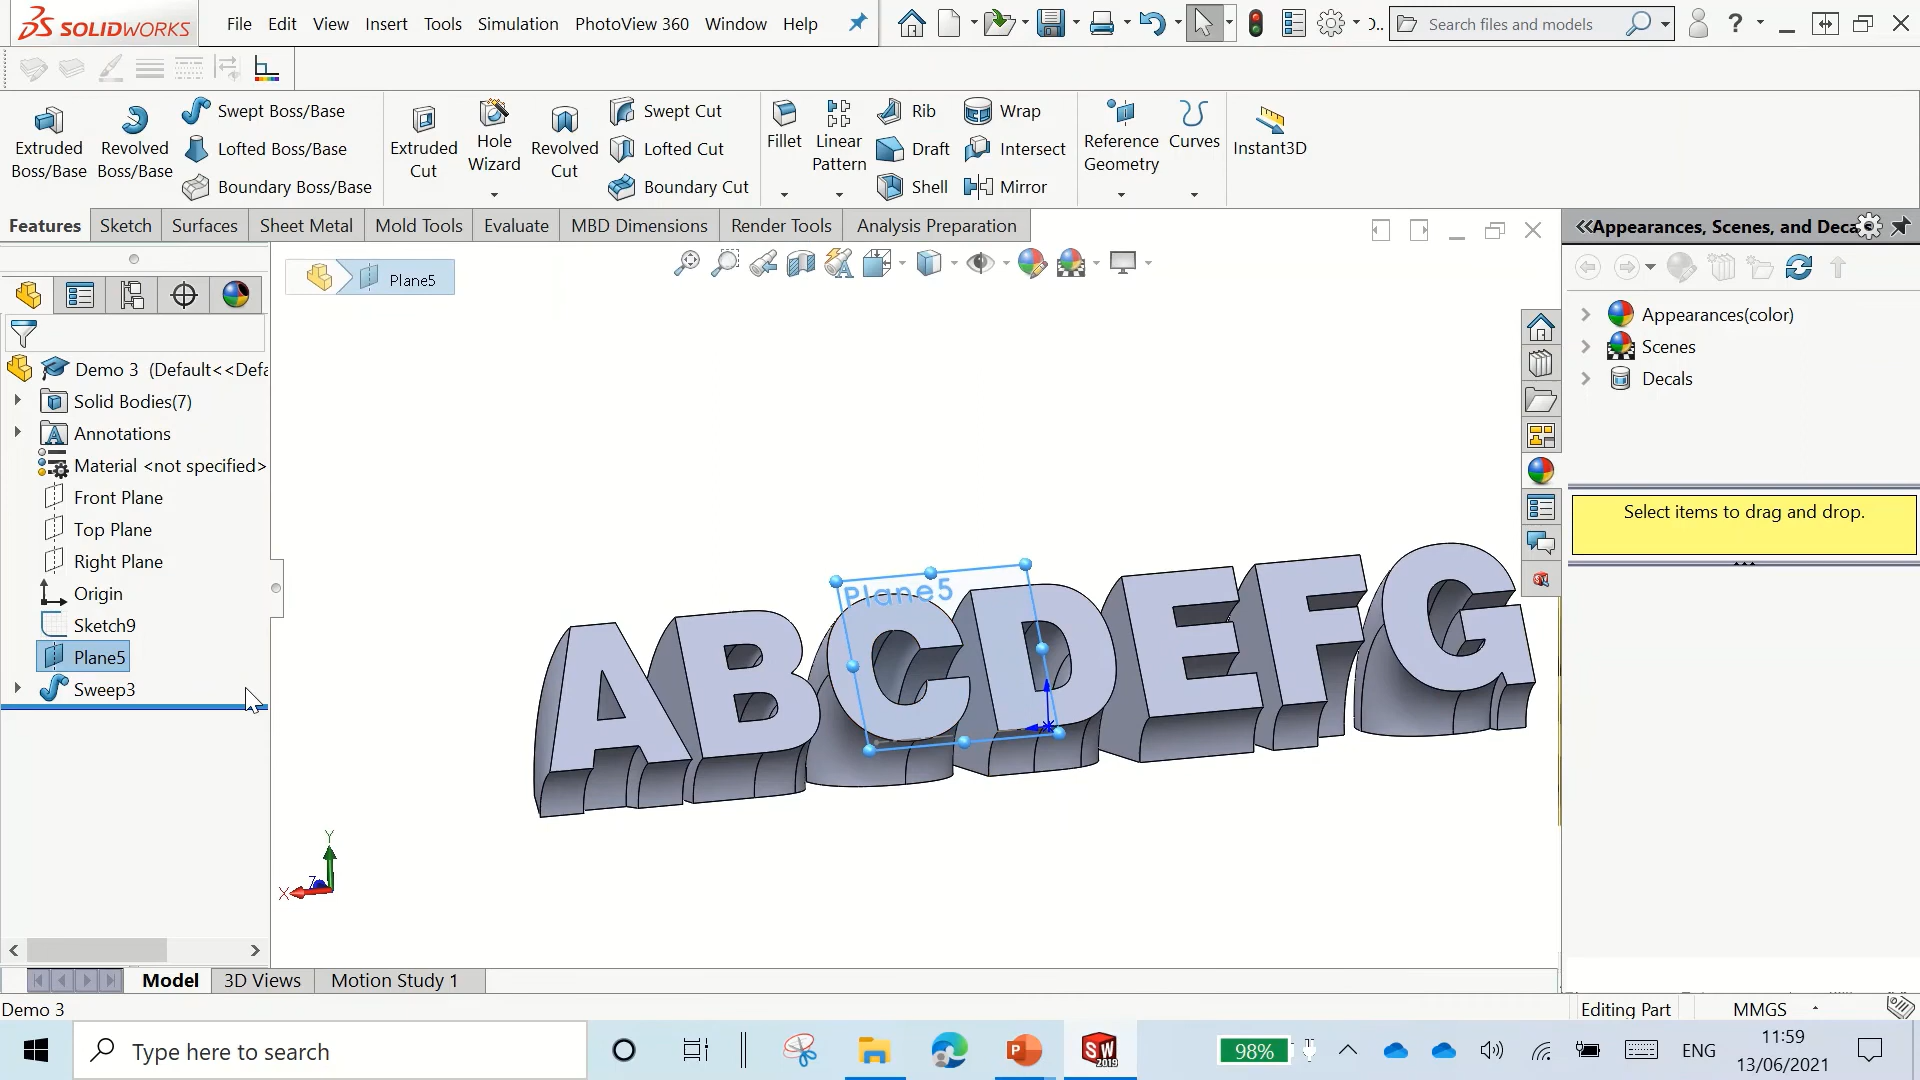 SOLIDWORKS File Edit View Insert Tools Simulation PhotoView 360 Window Help Search files and models ?
Swept Boss/Base Swept Cut Rib Wrap
Extruded Boss/Base Revolved Boss/Base Lofted Boss/Base Extruded Cut Hole Wizard Revolved Cut Lofted Cut Fillet Linear Pattern Draft Intersect Reference Geometry Curves Instant3D
Boundary Boss/Base Boundary Cut Shell Mirror
Features Sketch Surfaces Sheet Metal Mold Tools Evaluate MBD Dimensions Render Tools Analysis Preparation
Appearances, Scenes, and Deca
Plane5
Appearances(color)
Scenes
Decals
Select items to drag and drop.
Demo 3 (Default<<Defa
Solid Bodies(7)
Annotations
Material <not specified>
Front Plane
Top Plane
Right Plane
Origin
Sketch9
Plane5
Sweep3
Plane5
ABCDEFG
Y
X
Z
Model 3D Views Motion Study 1
Demo 3 Editing Part MMGS
Type here to search 98% ENG 11:59
13/06/2021